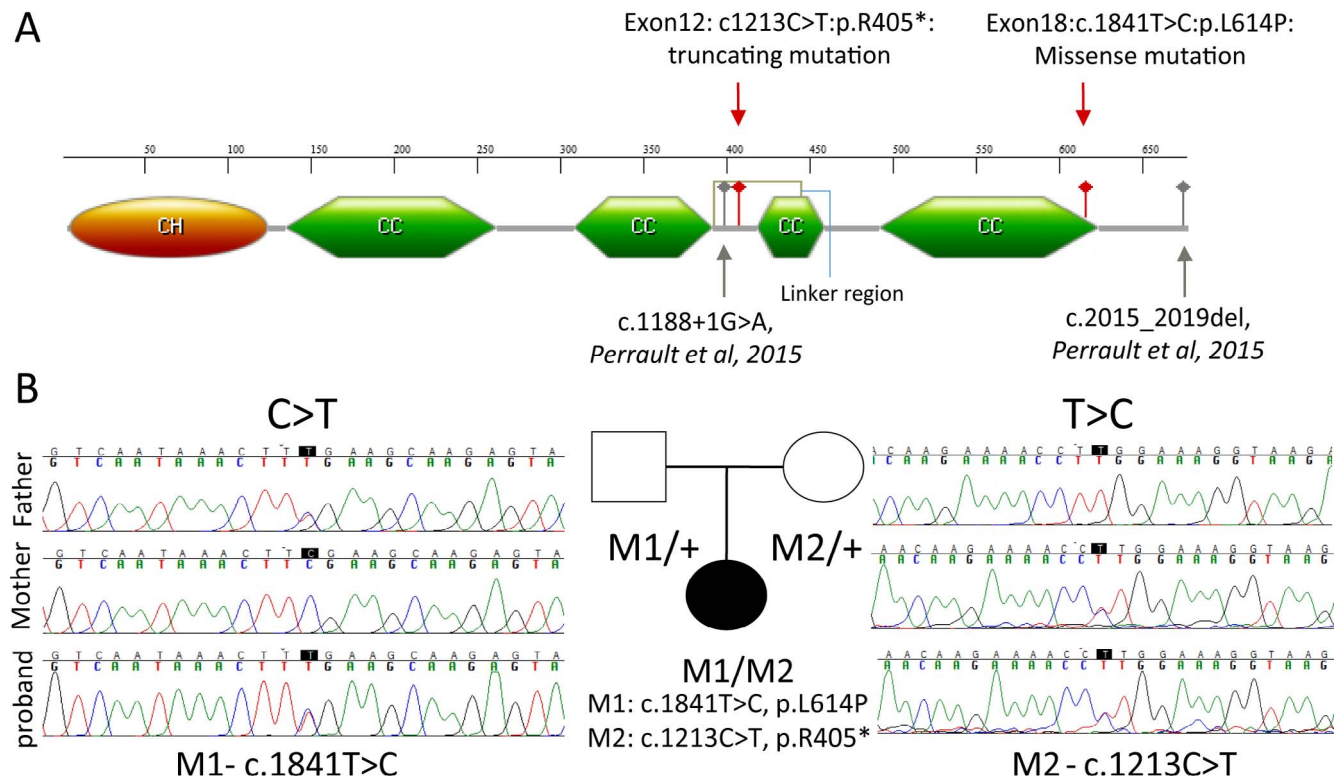 A
Exon12: c1213C>T:p.R405*:
truncating mutation
Exon18:c.1841T>C:p.L614P:
Missense mutation
50 100 150 200 250 300 350 400 450 500 550 600 650
CH CC CC CC CC
Linker region
c.1188+1G>A,
Perrault et al, 2015
c.2015_2019del,
Perrault et al, 2015
B
C>T
Father
G T C A A T A A A C T T T G A A G C A A G A G T A
G T C A A T A A A C T T T G A A G C A A G A G T A
Mother
G T C A A T A A A C T T C G A A G C A A G A G T A
G T C A A T A A A C T T C G A A G C A A G A G T A
proband
G T C A A T A A A C T T T G A A G C A A G A G T A
G T C A A T A A A C T T T G A A G C A A G A G T A
M1- c.1841T>C
M1/+ M2/+
M1/M2
M1: c.1841T>C, p.L614P
M2: c.1213C>T, p.R405*
T>C
A C A A G A A A A C C T T G G A A A G G T A A G A
C A A G A A A A C C T T G G A A A G G T A A G A
A A C A A G A A A A C C T T G G A A A G G T A A G
A A C A A G A A A A C C T T G G A A A G G T A A G
A A C A A G A A A A C C T T G G A A A G G T A A G
A A C A A G A A A A C C T T G G A A A G G T A A G
M2 - c.1213C>T